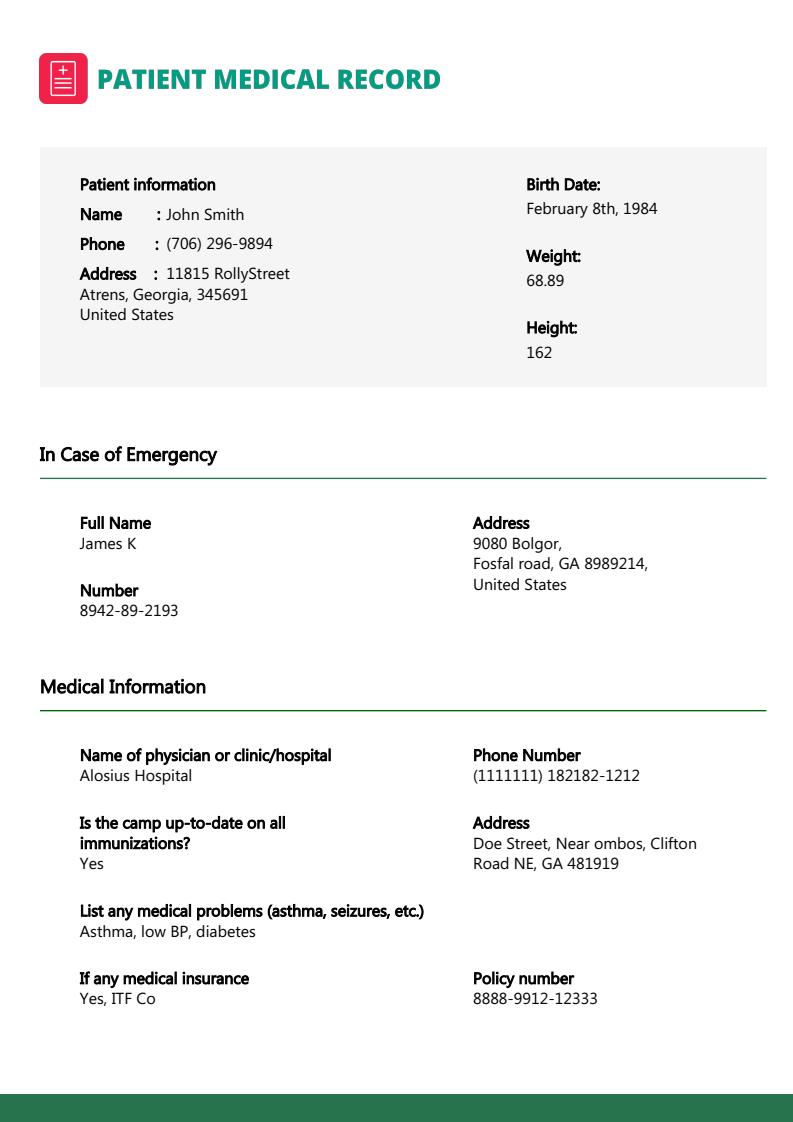 PATIENT MEDICAL RECORD
Patient information
Name : John Smith
Phone : (706) 296-9894
Address : 11815 RollyStreet
Atrens, Georgia, 345691
United States
Birth Date:
February 8th, 1984
Weight:
68.89
Height:
162
In Case of Emergency
Full Name
James K
Number
8942-89-2193
Address
9080 Bolgor,
Fosfal road, GA 8989214,
United States
Medical Information
Name of physician or clinic/hospital
Alosius Hospital
Phone Number
(1111111) 182182-1212
Is the camp up-to-date on all
immunizations?
Yes
Address
Doe Street, Near ombos, Clifton
Road NE, GA 481919
List any medical problems (asthma, seizures, etc.)
Asthma, low BP, diabetes
If any medical insurance
Yes, ITF Co
Policy number
8888-9912-12333